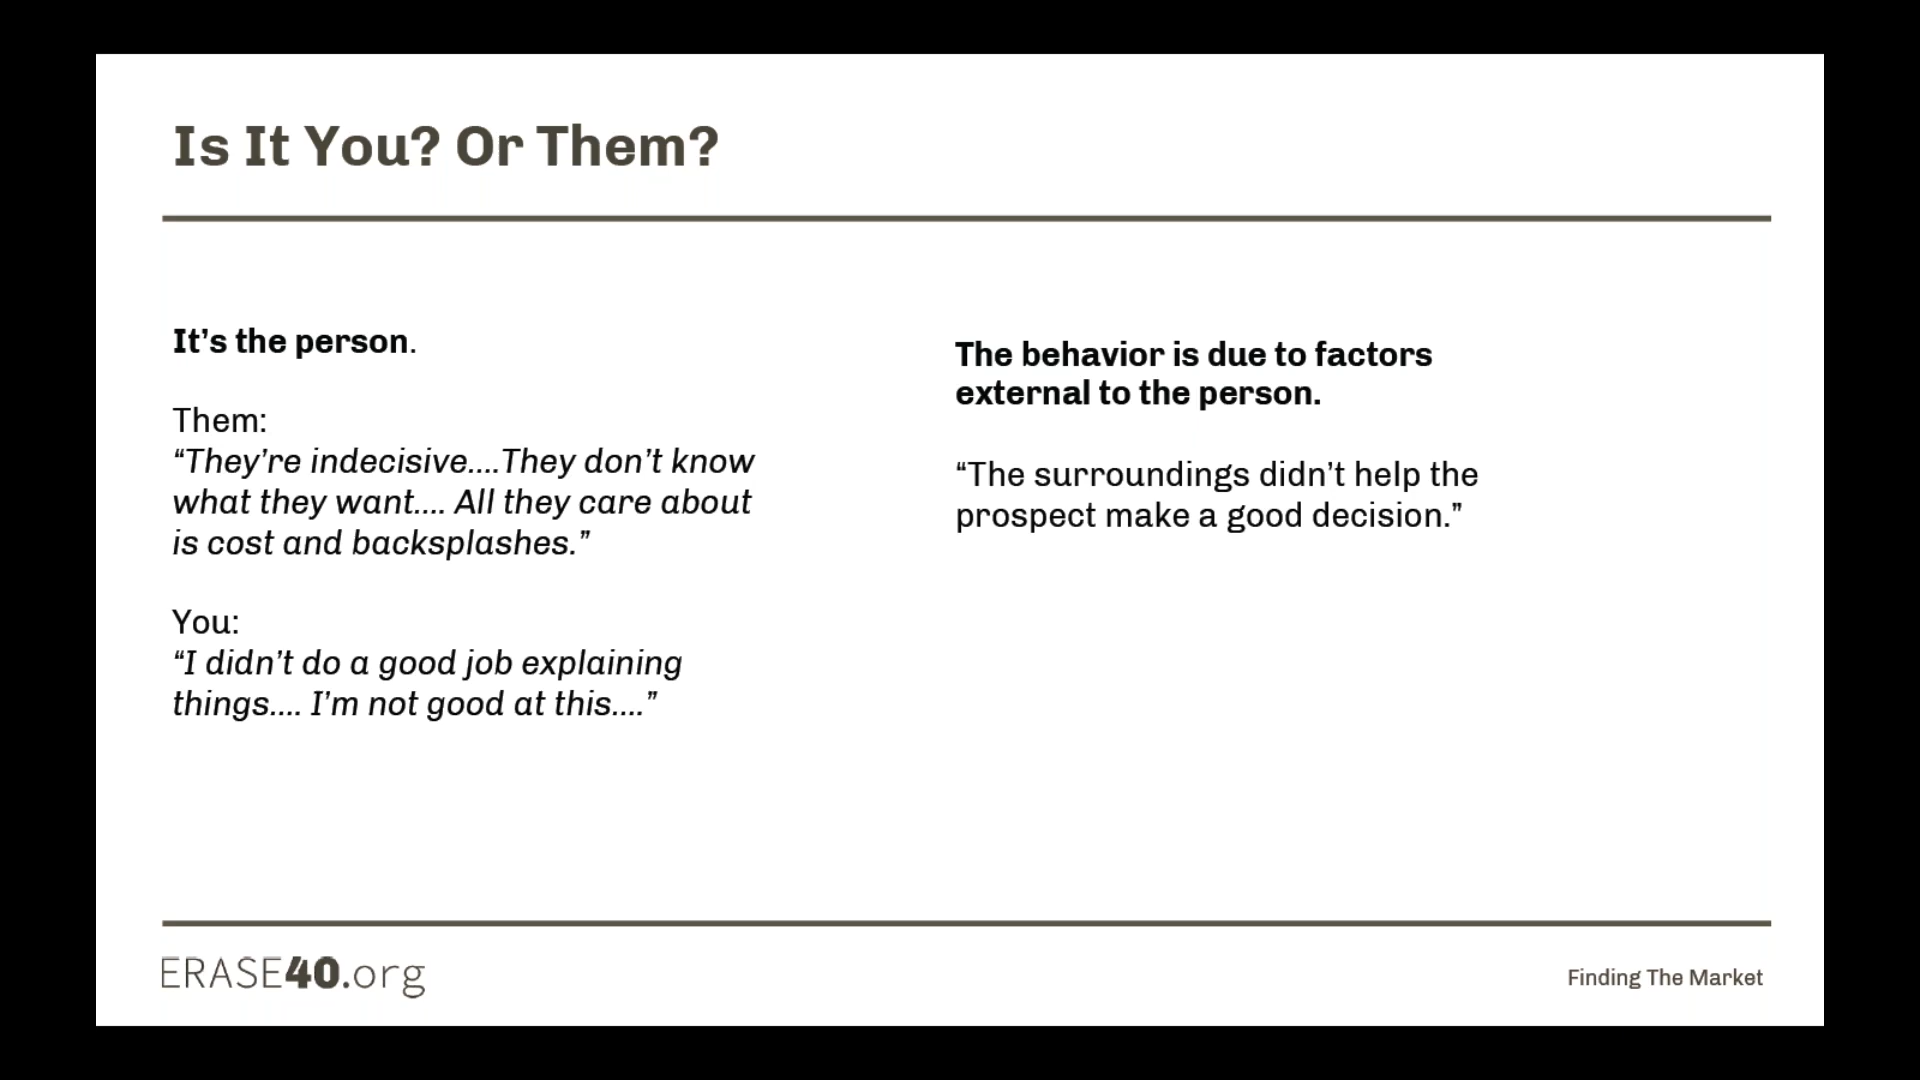 Is It You? Or Them?
It’s the person.
Them:
“They’re indecisive....They don’t know
what they want.... All they care about
is cost and backsplashes.”
You:
“I didn’t do a good job explaining
things.... I’m not good at this....”
The behavior is due to factors
external to the person.
“The surroundings didn’t help the
prospect make a good decision.”
ERASE40.org
Finding The Market